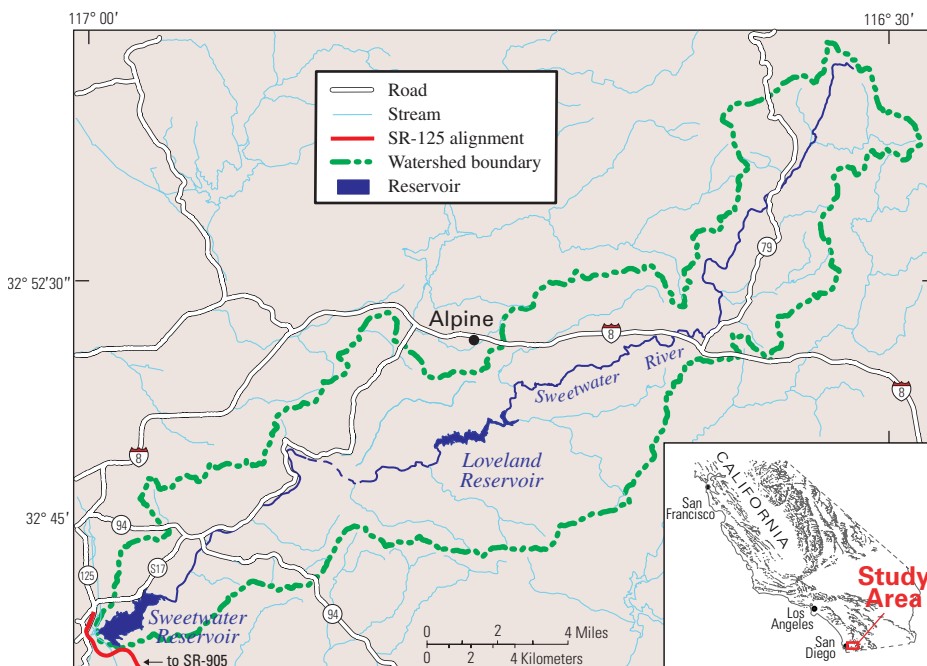 117° 00'
116° 30'
Road
Stream
SR-125 alignment
Watershed boundary
Reservoir
79
32° 52'30"
Alpine
8
Sweetwater River
8
8
Loveland
Reservoir
32° 45'
94
125
S17
94
Sweetwater
Reservoir
to SR-905
0 2 4 Miles
0 2 4 Kilometers
CALIFORNIA
San
Francisco
Los
Angeles
San
Diego
Study
Area